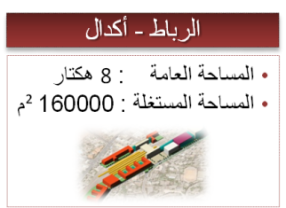 الرباط - أكدال
• المساحة العامة : 8 هكتار
• المساحة المستغلة : 160000 م²